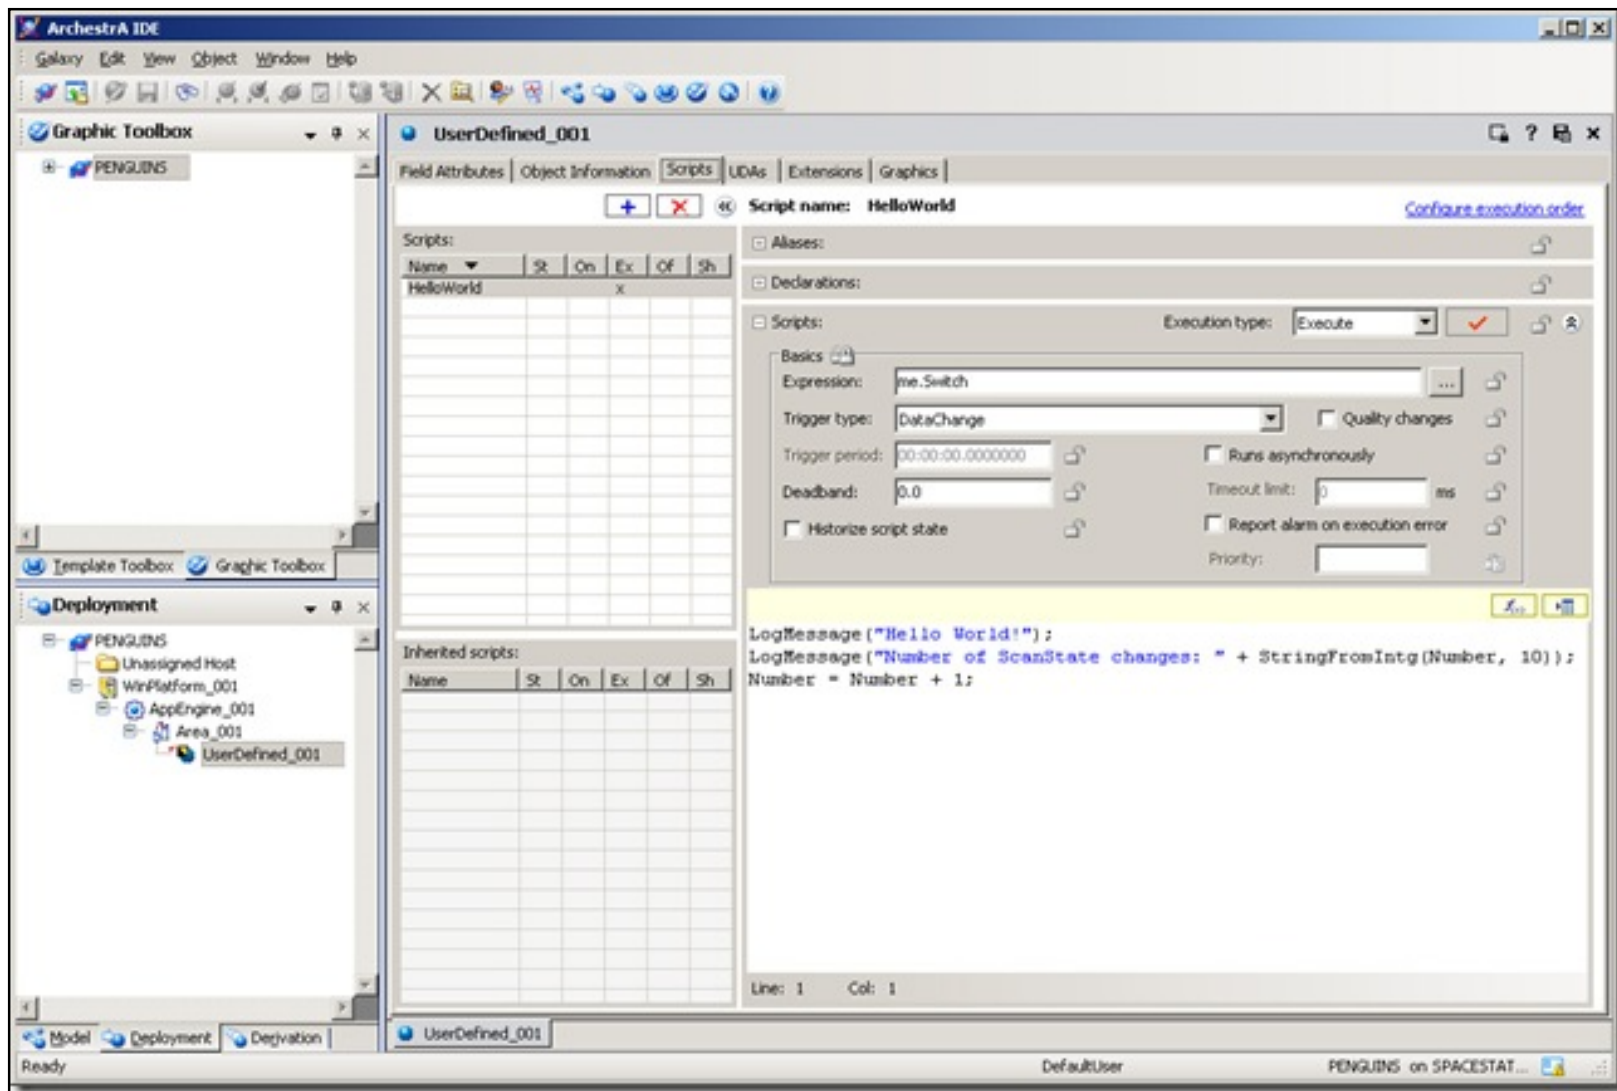 ArchestrA IDE
Galaxy Edit View Object Window Help
Graphic Toolbox
PENGUINS
Template Toolbox Graphic Toolbox
Deployment
PENGUINS
Unassigned Host
WinPlatform_001
AppEngine_001
Area_001
UserDefined_001
Model Deployment Derivation
UserDefined_001
Field Attributes Object Information Scripts UDAs Extensions Graphics
Script name: HelloWorld
Configure execution order
Scripts:
Name St On Ex Of Sh
HelloWorld x
Inherited scripts:
Name St On Ex Of Sh
Aliases:
Declarations:
Scripts: Execution type: Execute
Basics
Expression: me.Switch ...
Trigger type: DataChange Quality changes
Trigger period: 00:00:00.0000000 Runs asynchronously
Deadband: 0.0 Timeout limit: 0 ms
Historize script state Report alarm on execution error
Priority:
LogMessage("Hello World!");
LogMessage("Number of ScanState changes: " + StringFromIntg(Number, 10));
Number = Number + 1;
Line: 1 Col: 1
UserDefined_001
Ready DefaultUser PENGUINS on SPACESTAT...